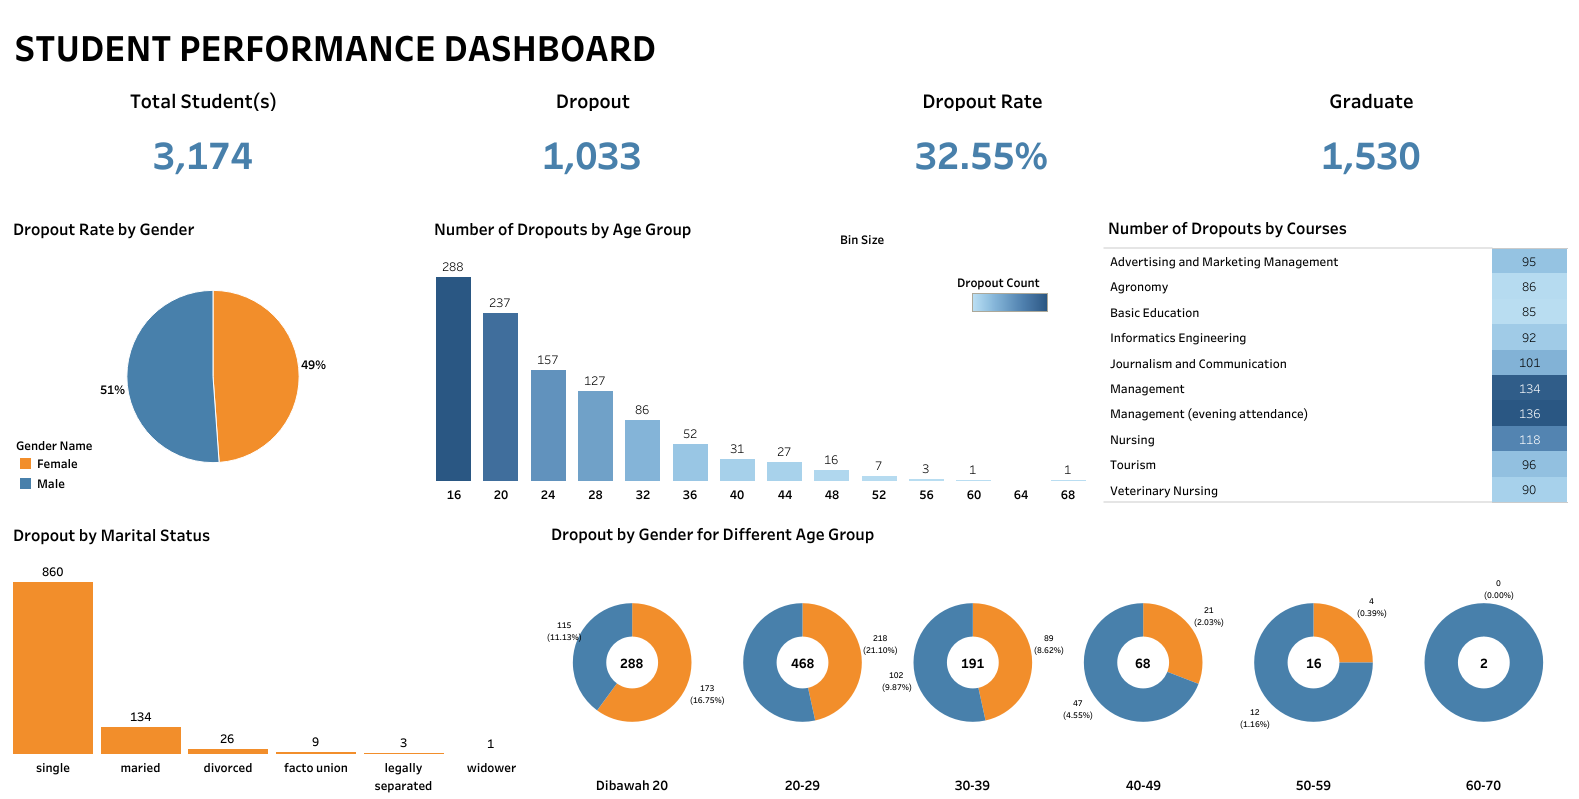 STUDENT PERFORMANCE DASHBOARD
Total Student(s)
Dropout
Dropout Rate
Graduate
3,174
1,033
32.55%
1,530
Dropout Rate by Gender
49%
51%
Gender Name
Female
Male
Number of Dropouts by Age Group
Bin Size
Dropout Count
288
237
157
127
86
52
31
27
16
7
3
1
1
16
20
24
28
32
36
40
44
48
52
56
60
64
68
Number of Dropouts by Courses
Advertising and Marketing Management 95
Agronomy 86
Basic Education 85
Informatics Engineering 92
Journalism and Communication 101
Management 134
Management (evening attendance) 136
Nursing 118
Tourism 96
Veterinary Nursing 90
Dropout by Marital Status
860
134
26
9
3
1
single
maried
divorced
facto union
legally
separated
widower
Dropout by Gender for Different Age Group
115
(11.13%)
288
173
(16.75%)
Dibawah 20
468
218
(21.10%)
20-29
102
(9.87%)
191
89
(8.62%)
30-39
21
(2.03%)
68
47
(4.55%)
40-49
4
(0.39%)
16
12
(1.16%)
50-59
0
(0.00%)
2
60-70